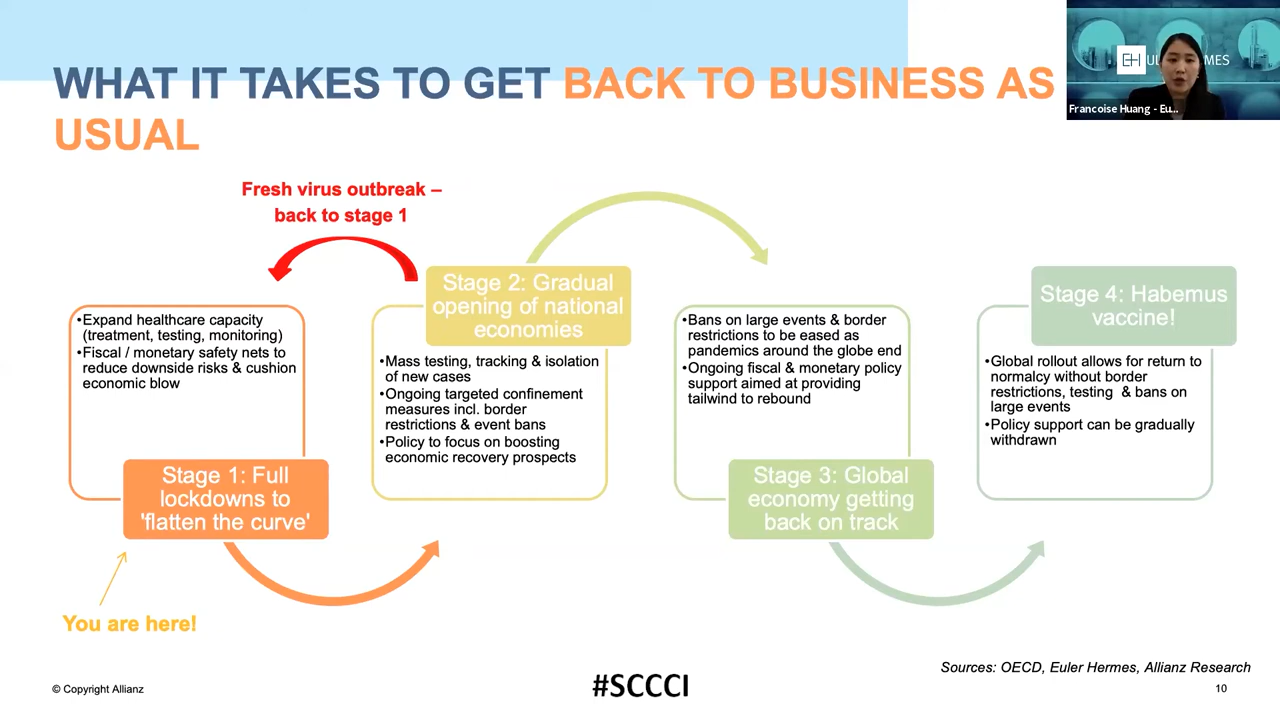 WHAT IT TAKES TO GET BACK TO BUSINESS AS
USUAL
EH
HMES
Francoise Huang - Eu...
Fresh virus outbreak –
back to stage 1
•Expand healthcare capacity
(treatment, testing, monitoring)
•Fiscal / monetary safety nets to
reduce downside risks & cushion
economic blow
Stage 1: Full
lockdowns to
'flatten the curve'
You are here!
Stage 2: Gradual
opening of national
economies
•Mass testing, tracking & isolation
of new cases
•Ongoing targeted confinement
measures incl. border
restrictions & event bans
•Policy to focus on boosting
economic recovery prospects
•Bans on large events & border
restrictions to be eased as
pandemics around the globe end
•Ongoing fiscal & monetary policy
support aimed at providing
tailwind to rebound
Stage 3: Global
economy getting
back on track
Stage 4: Habemus
vaccine!
•Global rollout allows for return to
normalcy without border
restrictions, testing & bans on
large events
•Policy support can be gradually
withdrawn
Sources: OECD, Euler Hermes, Allianz Research
© Copyright Allianz
#SCCCI
10